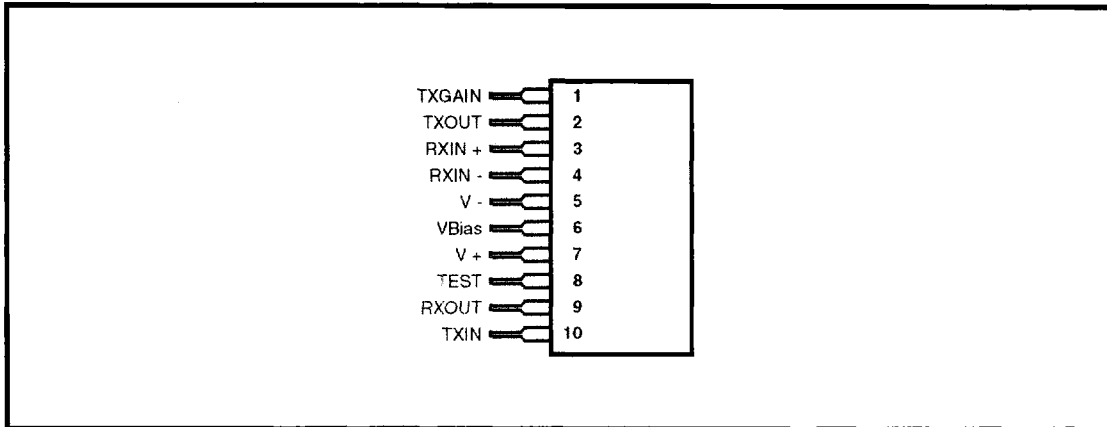 TXGAIN 1
TXOUT 2
RXIN + 3
RXIN - 4
V - 5
VBias 6
V + 7
TEST 8
RXOUT 9
TXIN 10